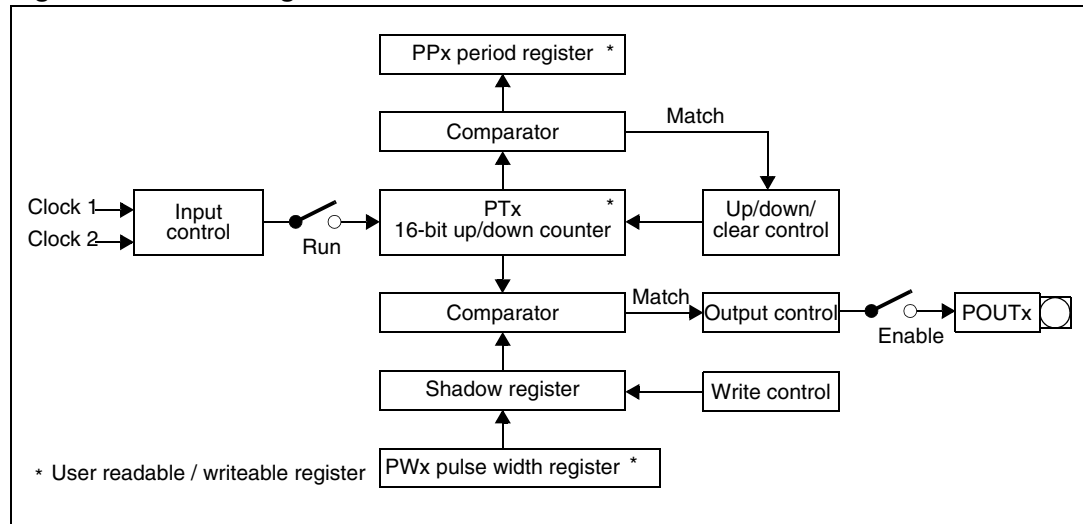 PPx period register *
Comparator
Match
Clock 1
Clock 2
Input
control
Run
PTx *
16-bit up/down counter
Up/down/
clear control
Comparator
Match
Output control
Enable
POUTx
Shadow register
Write control
PWx pulse width register *
* User readable / writeable register